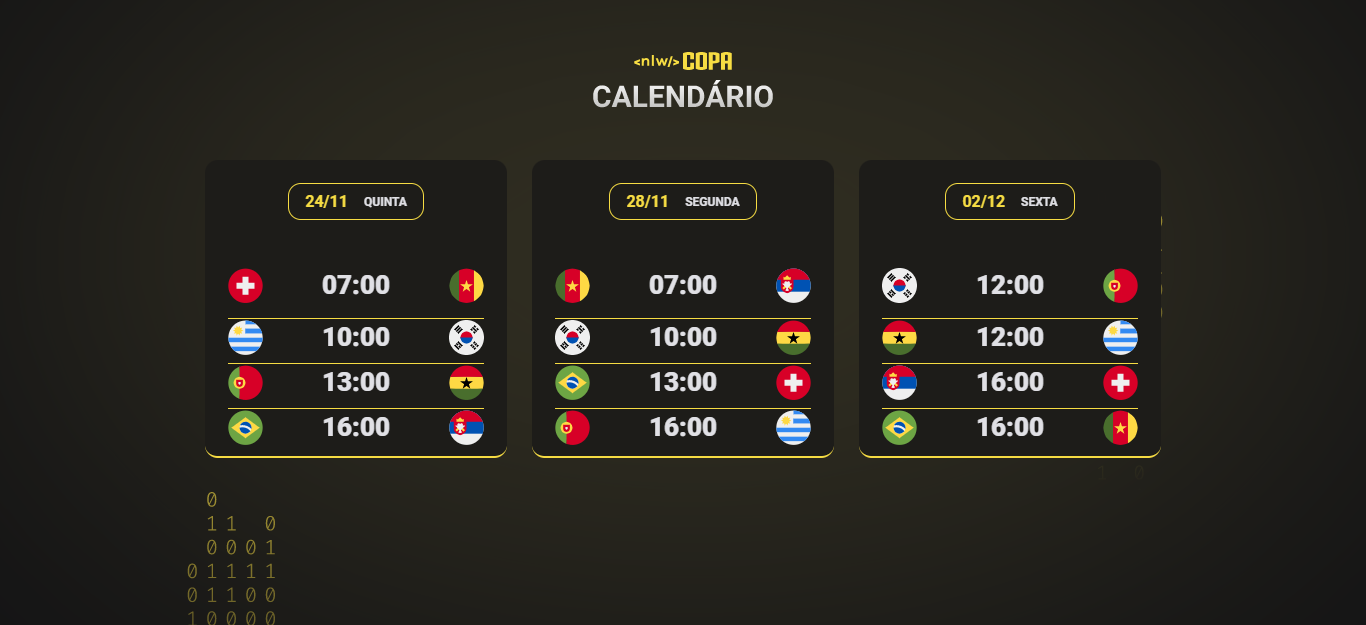 <nlw/> COPA
CALENDÁRIO
24/11 QUINTA
07:00
10:00
13:00
16:00
28/11 SEGUNDA
07:00
10:00
13:00
16:00
02/12 SEXTA
12:00
12:00
16:00
16:00
0
1 1 0
0 0 0 1
0 1 1 1 1
0 1 1 0 0
1 0 0 0 0